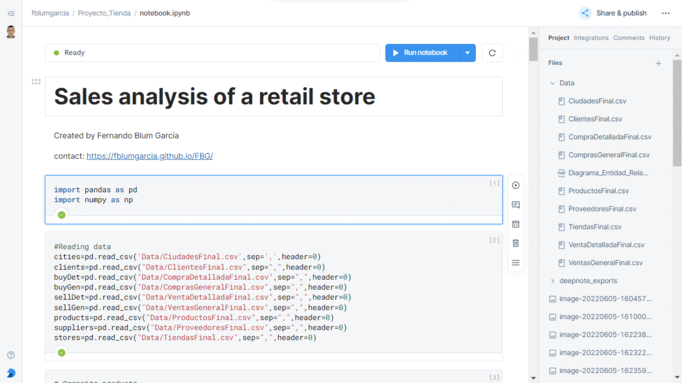 fblumgarcia / Proyecto_Tienda / notebook.ipynb
Share & publish
Ready
Run notebook
Project Integrations Comments History
Sales analysis of a retail store
Created by Fernando Blum García
contact: https://fblumgarcia.github.io/FBG/
[1]
import pandas as pd
import numpy as np
[2]
#Reading data
cities=pd.read_csv('Data/CiudadesFinal.csv',sep=',',header=0)
clients=pd.read_csv("Data/ClientesFinal.csv",sep=",",header=0)
buyDet=pd.read_csv("Data/CompraDetalladaFinal.csv",sep=",",header=0)
buyGen=pd.read_csv("Data/ComprasGeneralFinal.csv",sep=",",header=0)
sellDet=pd.read_csv("Data/VentaDetalladaFinal.csv",sep=",",header=0)
sellGen=pd.read_csv("Data/VentasGeneralFinal.csv",sep=",",header=0)
products=pd.read_csv("Data/ProductosFinal.csv",sep=",",header=0)
suppliers=pd.read_csv("Data/ProveedoresFinal.csv",sep=",",header=0)
stores=pd.read_csv("Data/TiendasFinal.csv",sep=",",header=0)
[3]
Files
Data
CiudadesFinal.csv
ClientesFinal.csv
CompraDetalladaFinal.csv
ComprasGeneralFinal.csv
Diagrama_Entidad_Rela...
ProductosFinal.csv
ProveedoresFinal.csv
TiendasFinal.csv
VentaDetalladaFinal.csv
VentasGeneralFinal.csv
deepnote_exports
image-20220605-160457...
image-20220605-161000...
image-20220605-162238...
image-20220605-162322...
image-20220605-162359...